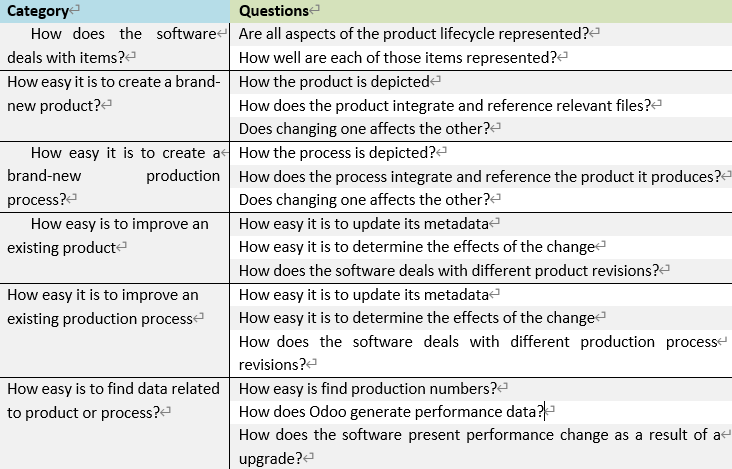 Category
Questions
How does the software
deals with items?
Are all aspects of the product lifecycle represented?
How well are each of those items represented?
How easy it is to create a brand-
new product?
How the product is depicted
How does the product integrate and reference relevant files?
Does changing one affects the other?
How easy it is to create a
brand-new production
process?
How the process is depicted?
How does the process integrate and reference the product it produces?
Does changing one affects the other?
How easy is to improve an
existing product
How easy it is to update its metadata
How easy it is to determine the effects of the change
How does the software deals with different product revisions?
How easy it is to improve an
existing production process
How easy it is to update its metadata
How easy it is to determine the effects of the change
How does the software deals with different production process
revisions?
How easy is to find data related
to product or process?
How easy is find production numbers?
How does Odoo generate performance data?
How does the software present performance change as a result of a
upgrade?